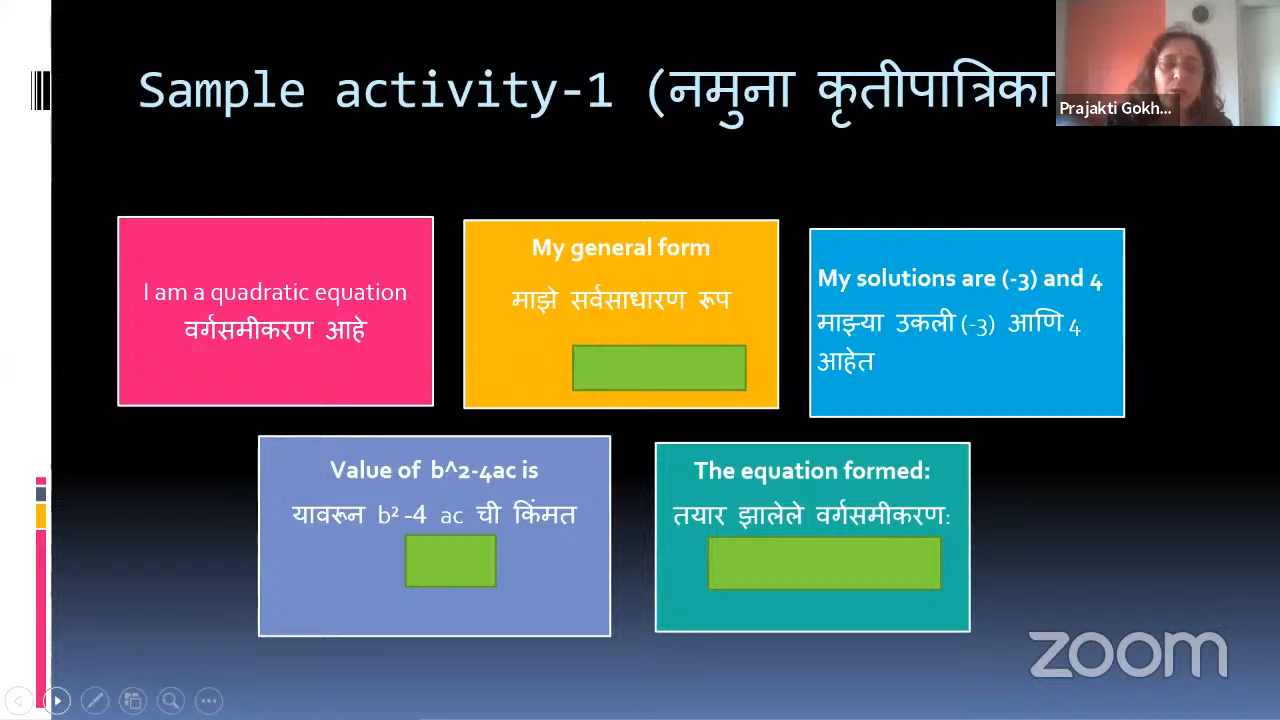 Sample activity-1 (नमुना कृतीपात्रिका
Prajakti Gokh...
I am a quadratic equation
वर्गसमीकरण आहे
My general form
माझे सर्वसाधारण रूप
My solutions are (-3) and 4
माझ्या उकली (-3) आणि 4
आहेत
Value of b^2-4ac is
यावरून b² -4 ac ची किंमत
The equation formed:
तयार झालेले वर्गसमीकरण:
zoom